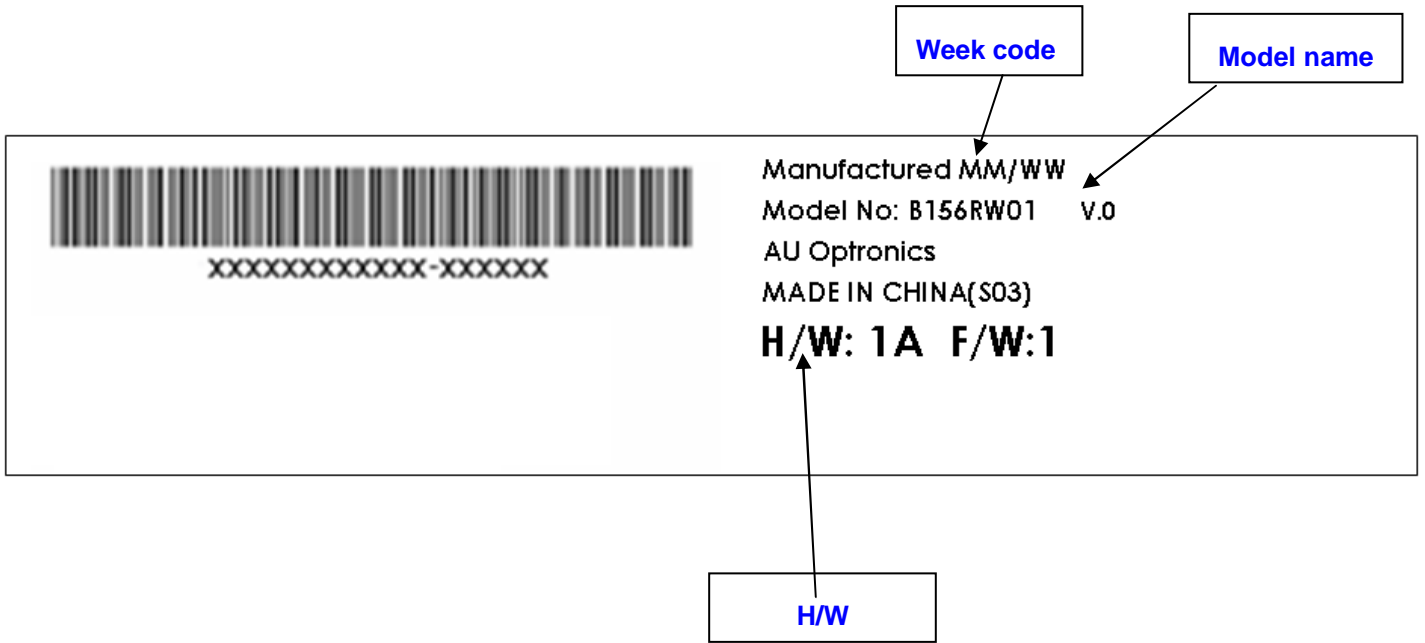 Week code
Model name
Manufactured MM/WW
Model No: B156RW01 V.0
AU Optronics
MADE IN CHINA(S03)
H/W: 1A F/W:1
XXXXXXXXXXXX-XXXXXX
H/W